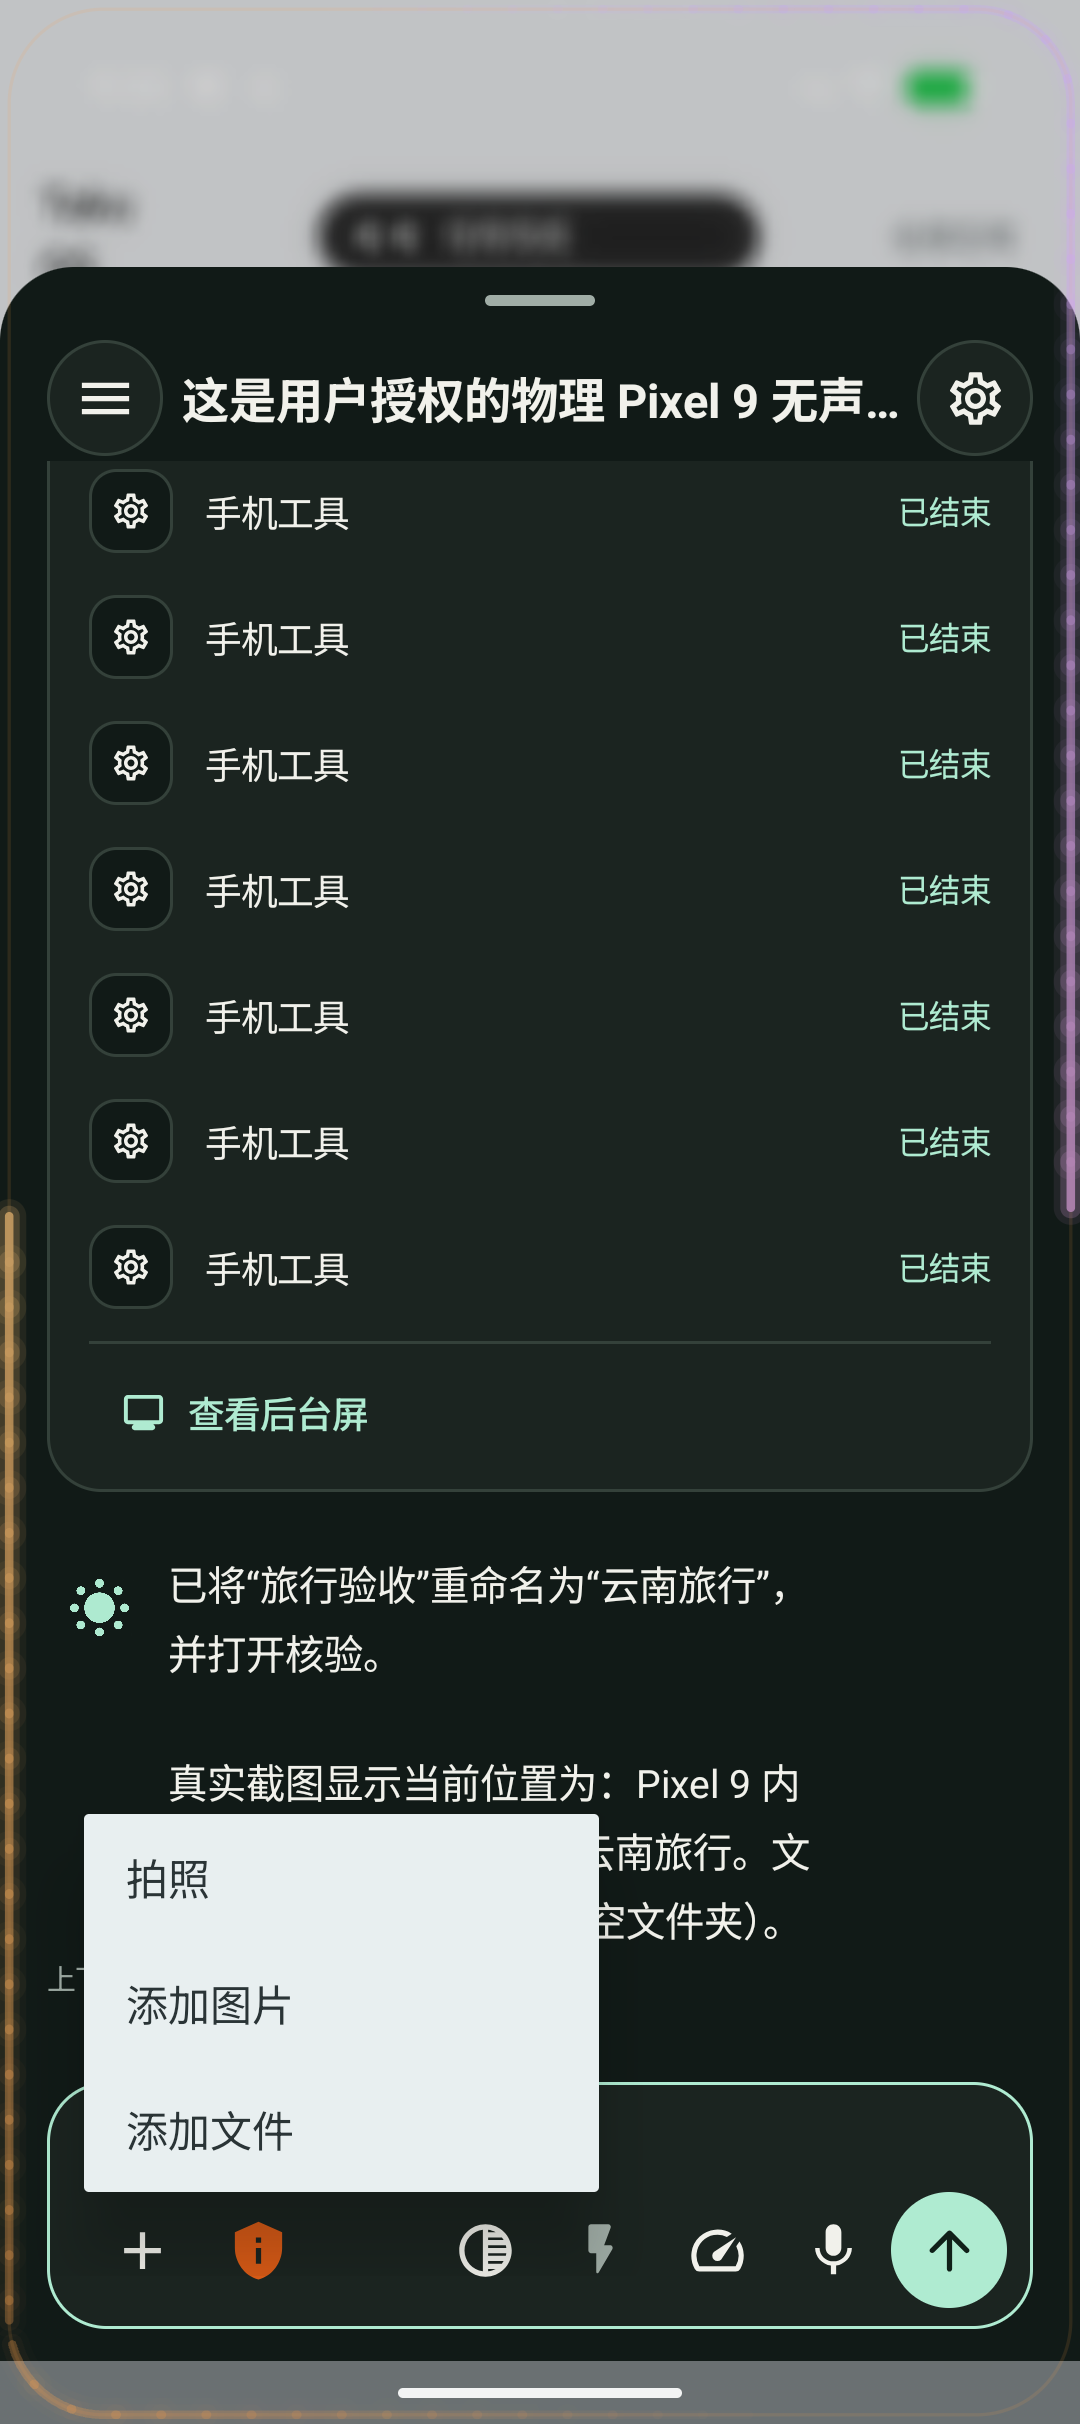 这是用户授权的物理 Pixel 9 无声...
手机工具 已结束
手机工具 已结束
手机工具 已结束
手机工具 已结束
手机工具 已结束
手机工具 已结束
手机工具 已结束
查看后台屏
已将“旅行验收”重命名为“云南旅行”，
并打开核验。
真实截图显示当前位置为：Pixel 9 内
云南旅行。文
空文件夹）。
上
拍照
添加图片
添加文件